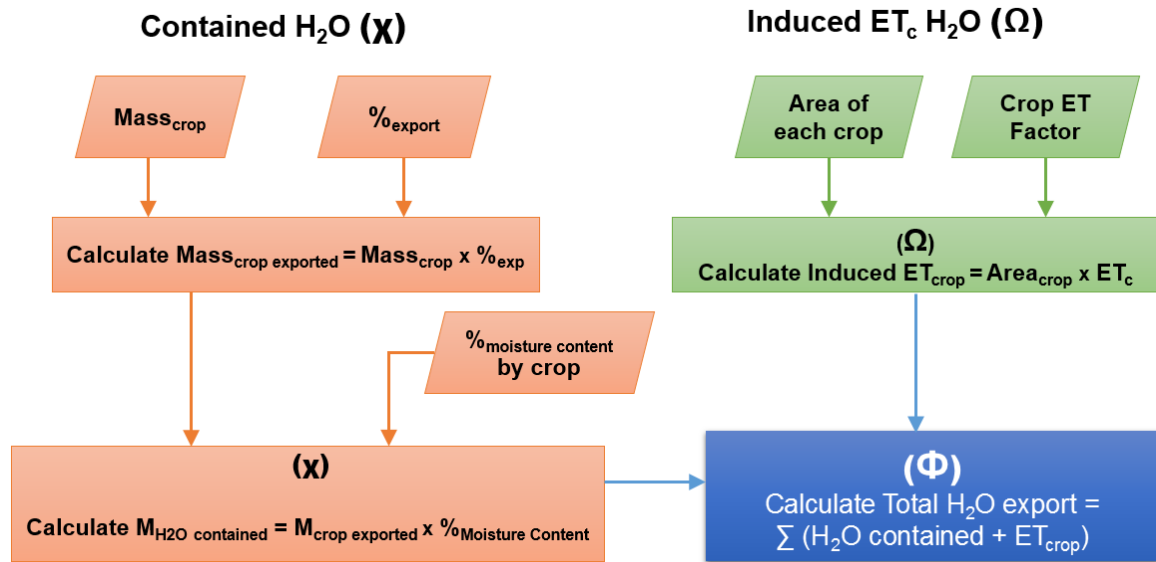 Contained H₂O (χ)
Induced ETc H₂O (Ω)
Masscrop
%export
Area of
each crop
Crop ET
Factor
Calculate Masscrop exported = Masscrop x %exp
(Ω)
Calculate Induced ETcrop = Areacrop x ETc
%moisture content
by crop
(χ)
Calculate MH2O contained = Mcrop exported x %Moisture Content
(Φ)
Calculate Total H₂O export =
∑ (H₂O contained + ETcrop)